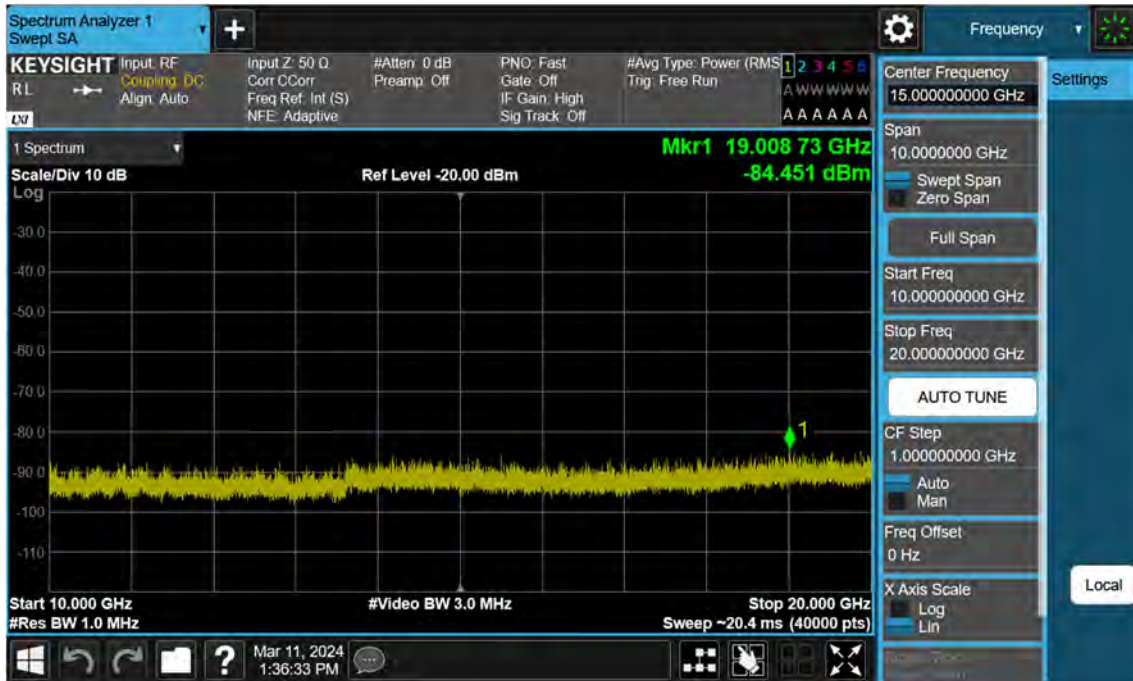 Spectrum Analyzer 1
Swept SA
Frequency
KEYSIGHT
RL
LXI
Input: RF
Coupling: DC
Align: Auto
Input Z: 50 Ω
Corr CCorr
Freq Ref: Int (S)
NFE: Adaptive
#Atten: 0 dB
Preamp: Off
PNO: Fast
Gate: Off
IF Gain: High
Sig Track: Off
#Avg Type: Power (RMS
Trig: Free Run
1 2 3 4 5 6
A W W W W W
A A A A A A
1 Spectrum
Mkr1 19.008 73 GHz
Scale/Div 10 dB
Ref Level -20.00 dBm
-84.451 dBm
Log
-30.0
-40.0
-50.0
-60.0
-70.0
-80.0
-90.0
-100
-110
1
Start 10.000 GHz
#Video BW 3.0 MHz
Stop 20.000 GHz
#Res BW 1.0 MHz
Sweep ~20.4 ms (40000 pts)
Center Frequency
15.000000000 GHz
Span
10.0000000 GHz
Swept Span
Zero Span
Full Span
Start Freq
10.000000000 GHz
Stop Freq
20.000000000 GHz
AUTO TUNE
CF Step
1.000000000 GHz
Auto
Man
Freq Offset
0 Hz
X Axis Scale
Log
Lin
Settings
Local
?
Mar 11, 2024
1:36:33 PM